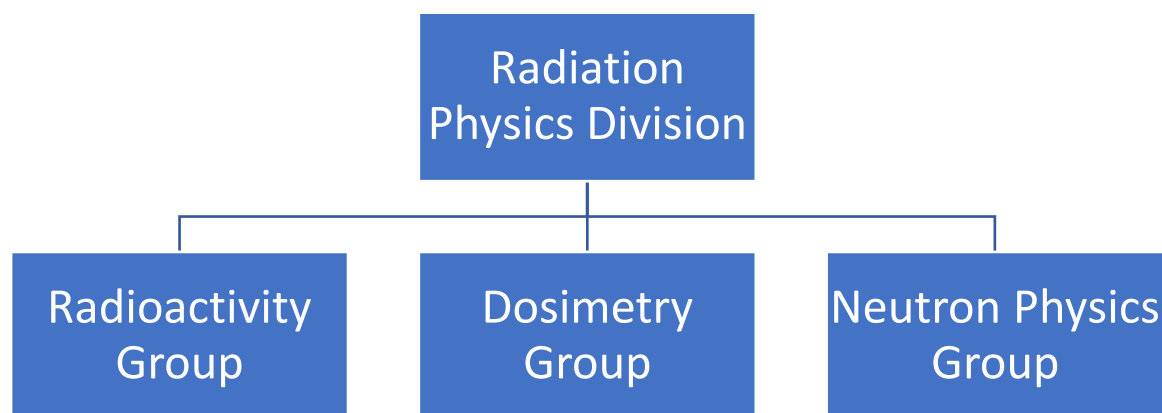 Radiation
Physics Division
Radioactivity
Group
Dosimetry
Group
Neutron Physics
Group